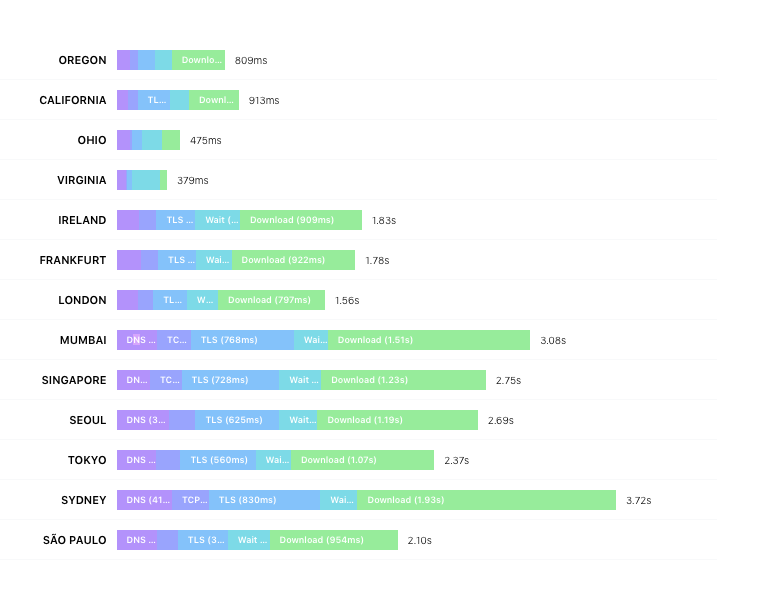 OREGON Downlo... 809ms
CALIFORNIA TL... Downl... 913ms
OHIO 475ms
VIRGINIA 379ms
IRELAND TLS ... Wait (... Download (909ms) 1.83s
FRANKFURT TLS ... Wai... Download (922ms) 1.78s
LONDON TL... W... Download (797ms) 1.56s
MUMBAI DNS ... TC... TLS (768ms) Wai... Download (1.51s) 3.08s
SINGAPORE DN... TC... TLS (728ms) Wait ... Download (1.23s) 2.75s
SEOUL DNS (3... TLS (625ms) Wait... Download (1.19s) 2.69s
TOKYO DNS ... TLS (560ms) Wai... Download (1.07s) 2.37s
SYDNEY DNS (41... TCP... TLS (830ms) Wai... Download (1.93s) 3.72s
SÃO PAULO DNS ... TLS (3... Wait ... Download (954ms) 2.10s